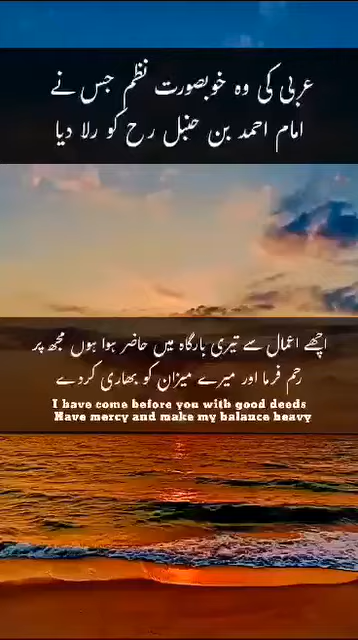 عربی کی وہ خوبصورت نظم جس نے
امام احمد بن حنبل رح کو رلا دیا
اچھے اعمال سے تیری بارگاہ میں حاضر ہوا ہوں مجھ پر
رحم فرما اور میرے میزان کو بھاری کردے
I have come before you with good deeds
Have mercy and make my balance heavy